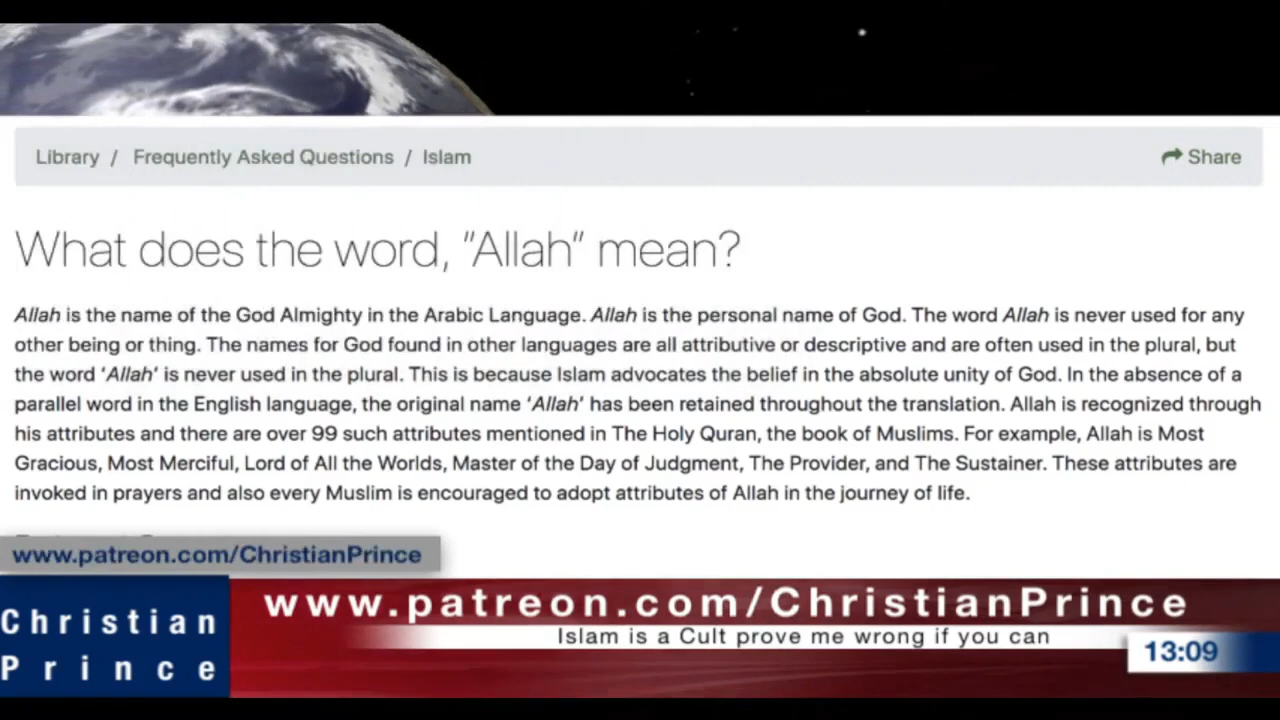 Library / Frequently Asked Questions / Islam
Share
What does the word, "Allah" mean?
Allah is the name of the God Almighty in the Arabic Language. Allah is the personal name of God. The word Allah is never used for any
other being or thing. The names for God found in other languages are all attributive or descriptive and are often used in the plural, but
the word 'Allah' is never used in the plural. This is because Islam advocates the belief in the absolute unity of God. In the absence of a
parallel word in the English language, the original name 'Allah' has been retained throughout the translation. Allah is recognized through
his attributes and there are over 99 such attributes mentioned in The Holy Quran, the book of Muslims. For example, Allah is Most
Gracious, Most Merciful, Lord of All the Worlds, Master of the Day of Judgment, The Provider, and The Sustainer. These attributes are
invoked in prayers and also every Muslim is encouraged to adopt attributes of Allah in the journey of life.
www.patreon.com/ChristianPrince
Christian
Prince
www.patreon.com/ChristianPrince
Islam is a Cult prove me wrong if you can
13:09